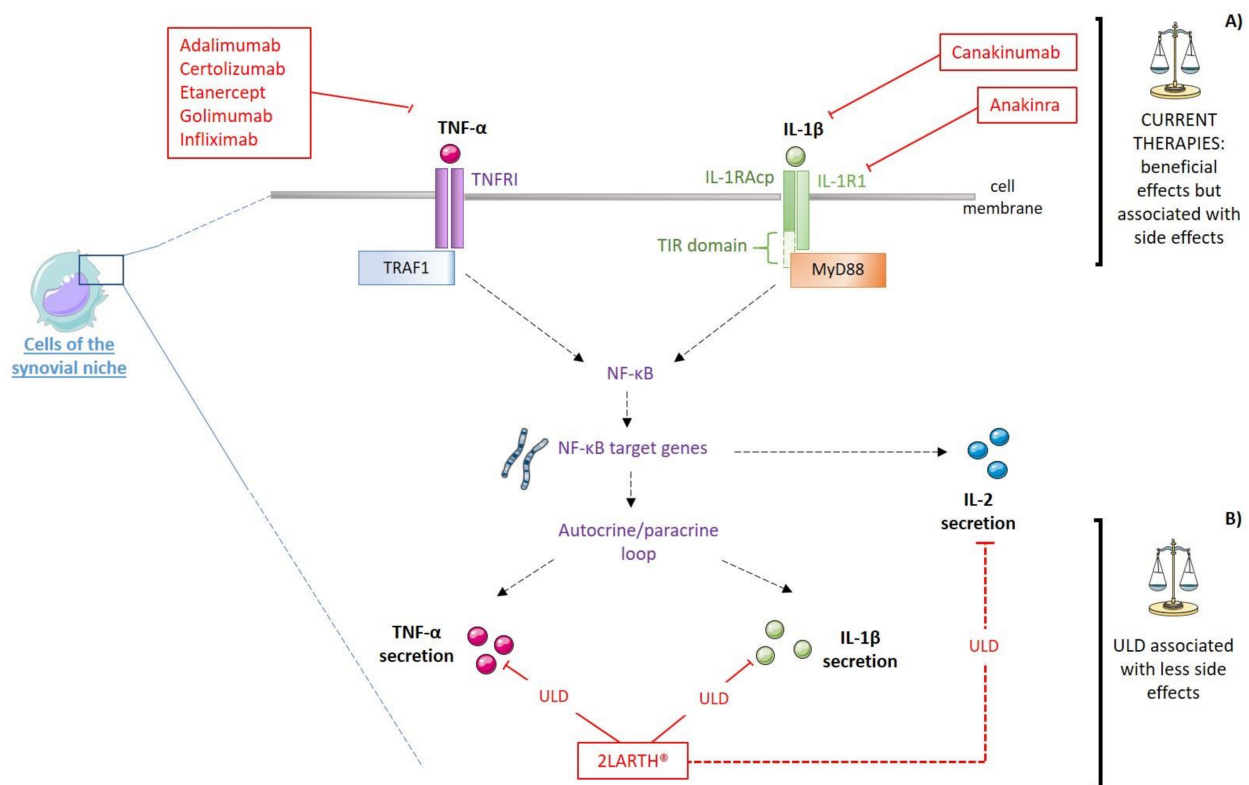 A)
Adalimumab
Certolizumab
Etanercept
Golimumab
Infliximab
Canakinumab
Anakinra
TNF-α
IL-1β
TNFRI
IL-1RAcp
IL-1R1
cell
membrane
TIR domain
TRAF1
MyD88
CURRENT
THERAPIES:
beneficial
effects but
associated with
side effects
Cells of the
synovial niche
NF-κB
NF-κB target genes
IL-2
secretion
Autocrine/paracrine
loop
B)
TNF-α
secretion
IL-1β
secretion
ULD
ULD
ULD
2LARTH®
ULD associated
with less side
effects